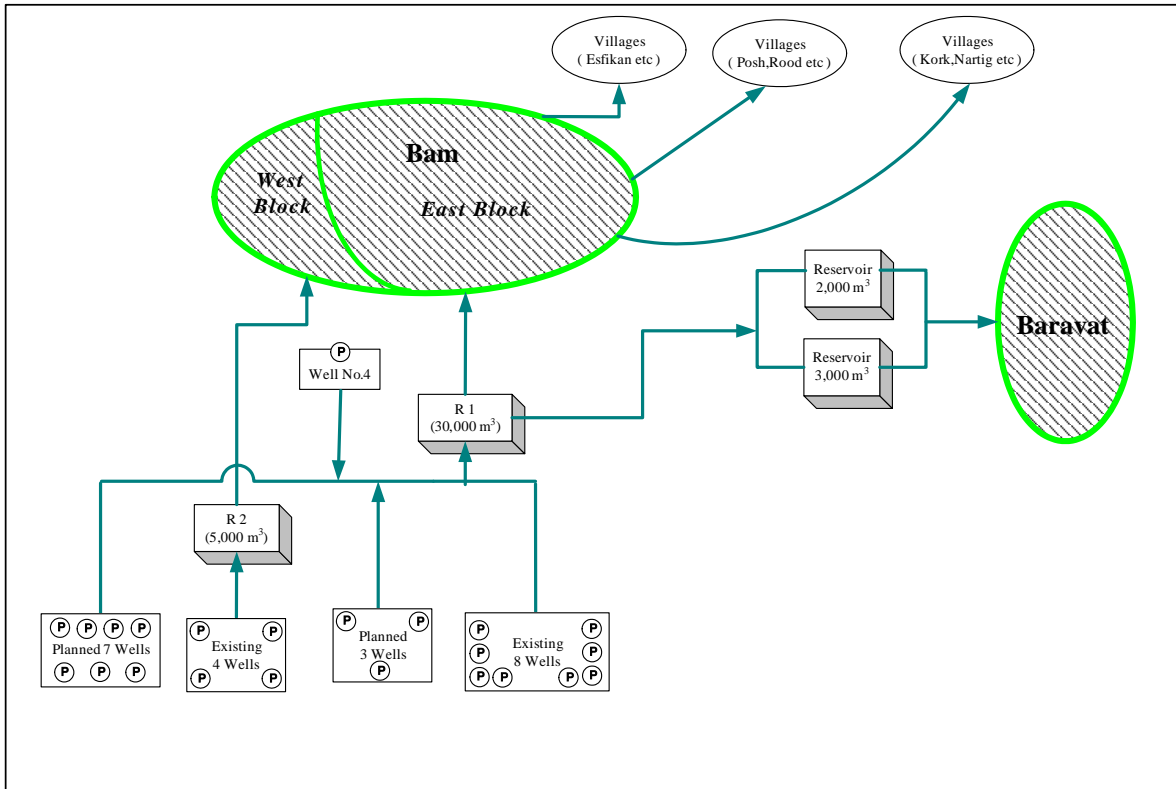 Villages
( Esfikan etc )
Villages
( Posh,Rood etc )
Villages
( Kork,Nartig etc )
Bam
West
Block
East Block
Reservoir
2,000 m³
Reservoir
3,000 m³
Baravat
P
Well No.4
R 1
(30,000 m³)
R 2
(5,000 m³)
P P P P
Planned 7 Wells
P P P
P P
Existing
4 Wells
P P
P P
Planned
3 Wells
P
P P
P Existing P
8 Wells
P P P P